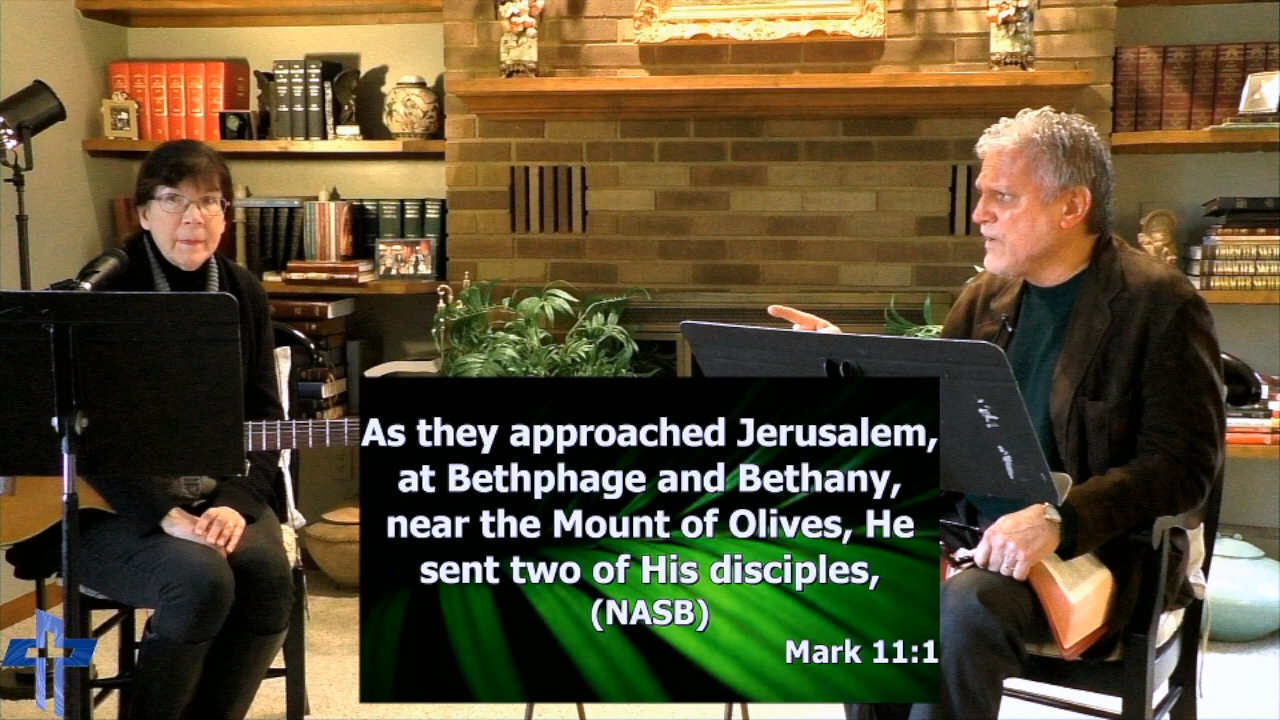 As they approached Jerusalem,
at Bethphage and Bethany,
near the Mount of Olives, He
sent two of His disciples,
(NASB)
Mark 11:1